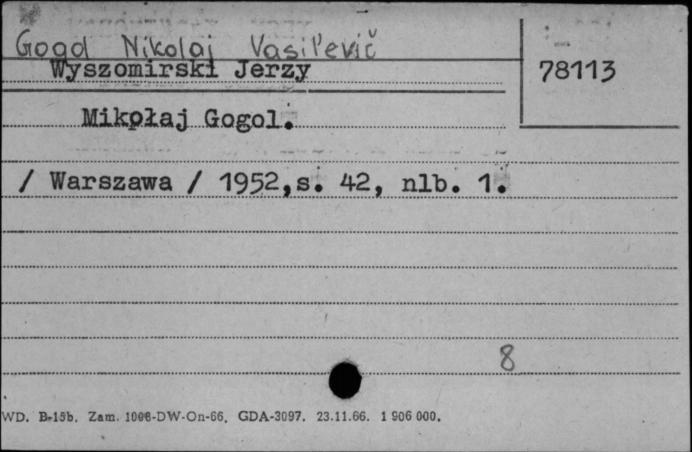 Gogol Nikolaj Vasil'evič
Wyszomirski Jerzy
78113
Mikołaj Gogol.
/ Warszawa / 1952,s. 42, nlb. 1.
8
WD. B-15b. Zam. 1006-DW-On-66. GDA-3097. 23.11.66. 1 906 000.